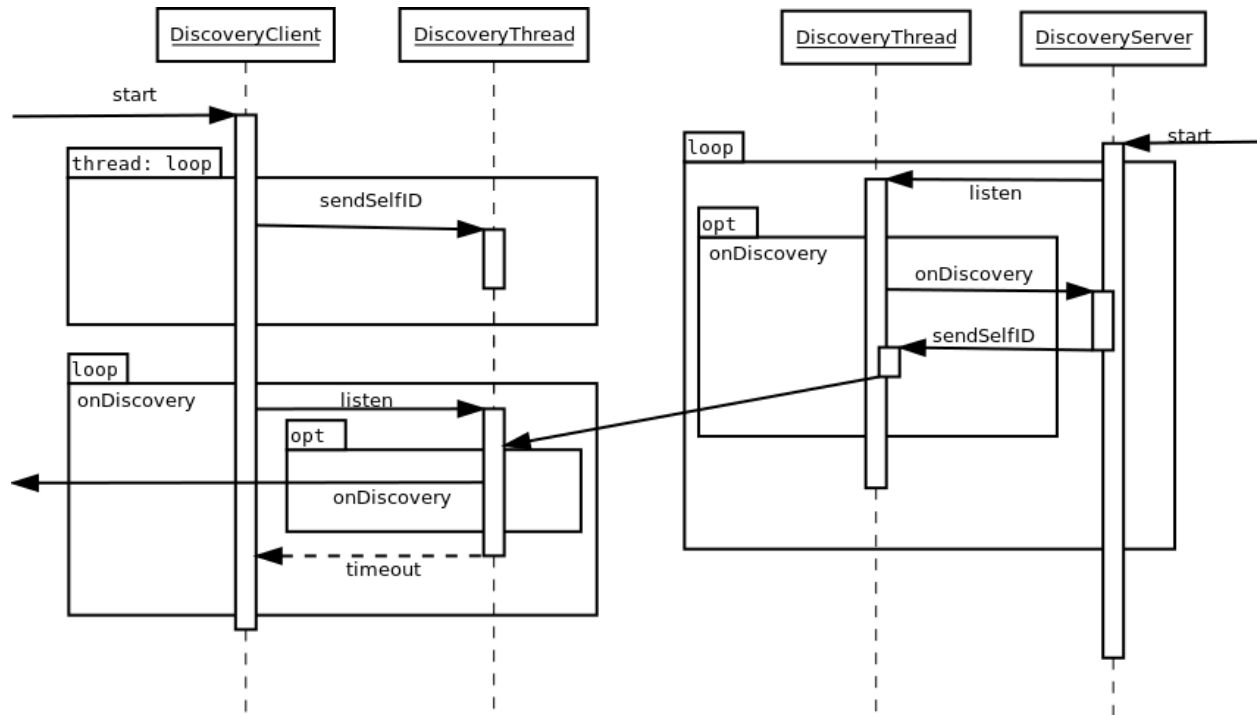 DiscoveryClient
DiscoveryThread
DiscoveryThread
DiscoveryServer
start
thread: loop
sendSelfID
loop
onDiscovery
listen
opt
onDiscovery
timeout
loop
start
listen
opt
onDiscovery
onDiscovery
sendSelfID